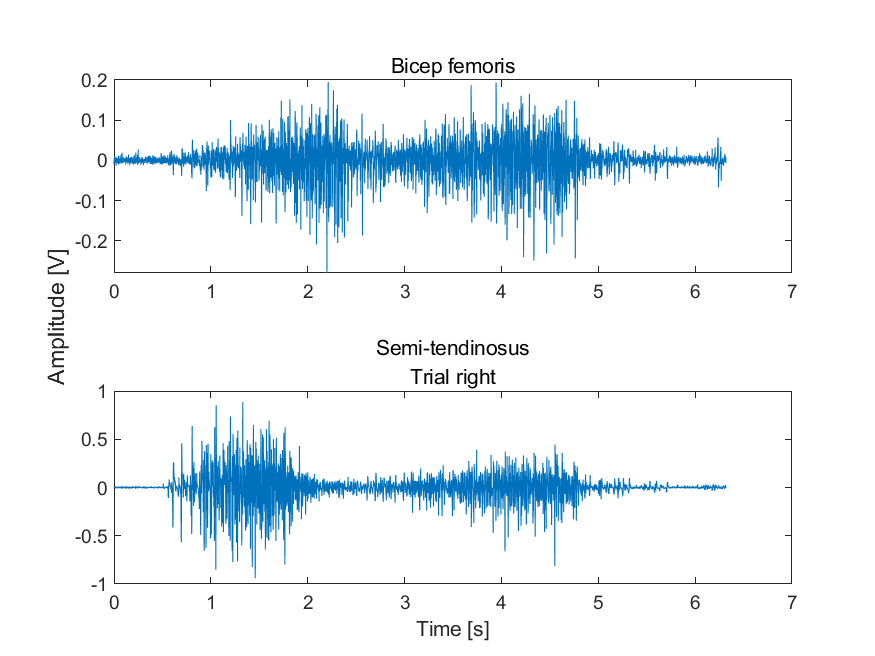 Bicep femoris
0.2
0.1
0
-0.1
-0.2
0 1 2 3 4 5 6 7
Amplitude [V]
Semi-tendinosus
Trial right
1
0.5
0
-0.5
-1
0 1 2 3 4 5 6 7
Time [s]